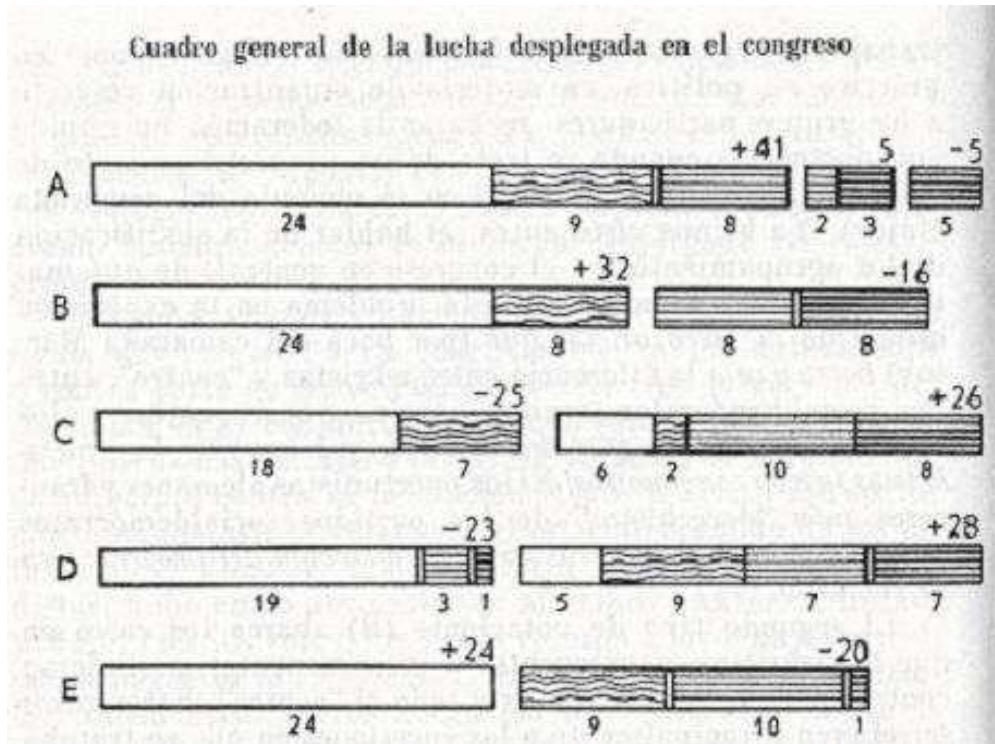 Cuadro general de la lucha desplegada en el congreso
+41 5 -5
A
24 9 8 2 3 5
+32 -16
B
24 8 8 8
-25 +26
C
18 7 6 2 10 8
-23 +28
D
19 3 1 5 9 7 7
+24 -20
E
24 9 10 1